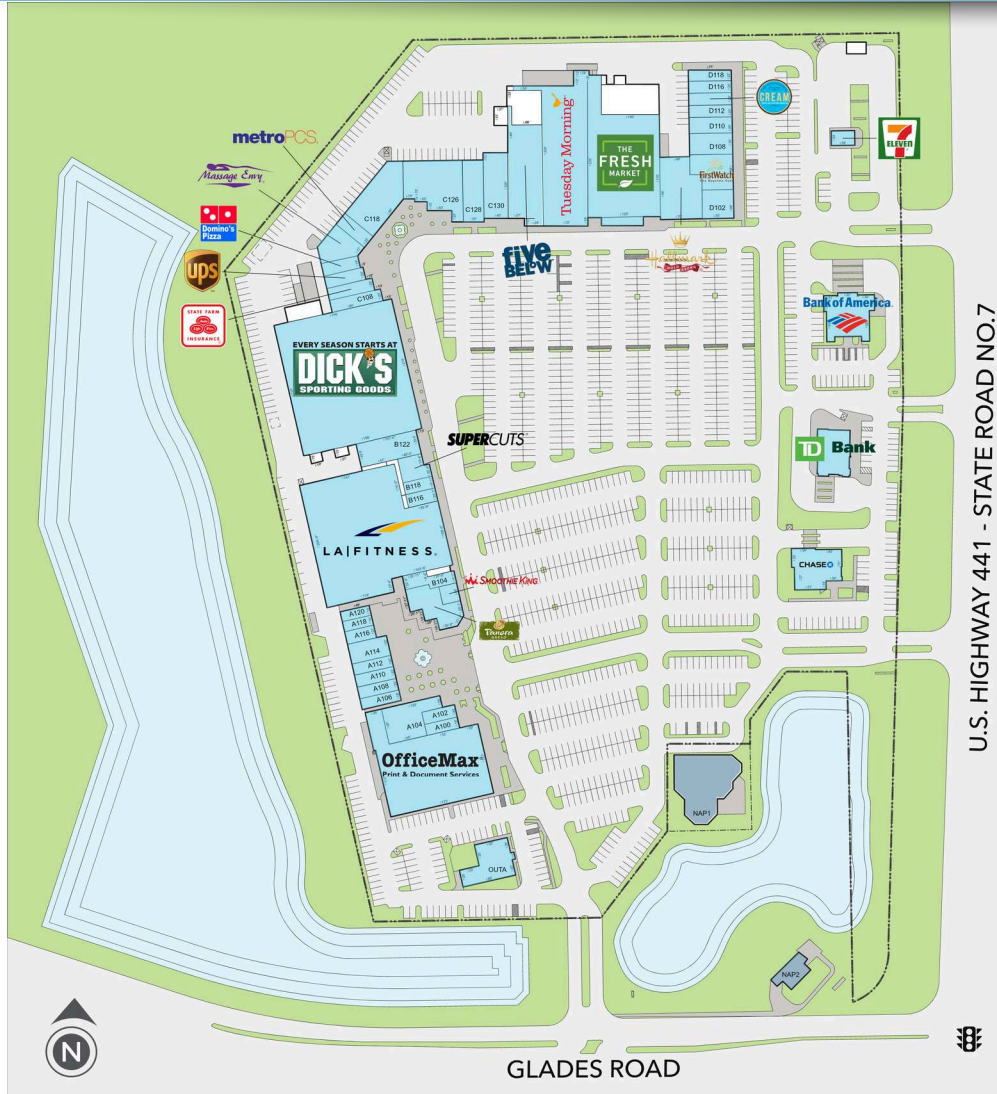 D118
D116
CREAM
D112
D110
D108
7
ELEVEN
metroPCS.
Massage Envy
Tuesday Morning
THE
FRESH
MARKET
FirstWatch
D102
C126
C128
C130
C118
Domino's
Pizza
ups
five
BELOW
Hallmark
Bank of America
C108
STATE FARM
INSURANCE
EVERY SEASON STARTS AT
DICK'S
SPORTING GOODS
B122
SUPERCUTS
TD Bank
B118
B116
LA|FITNESS.
CHASE
B104
SMOOTHIE KING
Panera
BREAD
A120
A118
A116
A114
A112
A110
A108
A106
A102
A104
A100
OfficeMax
Print & Document Services
NAP1
OUTA
NAP2
N
GLADES ROAD
U.S. HIGHWAY 441 - STATE ROAD NO.7